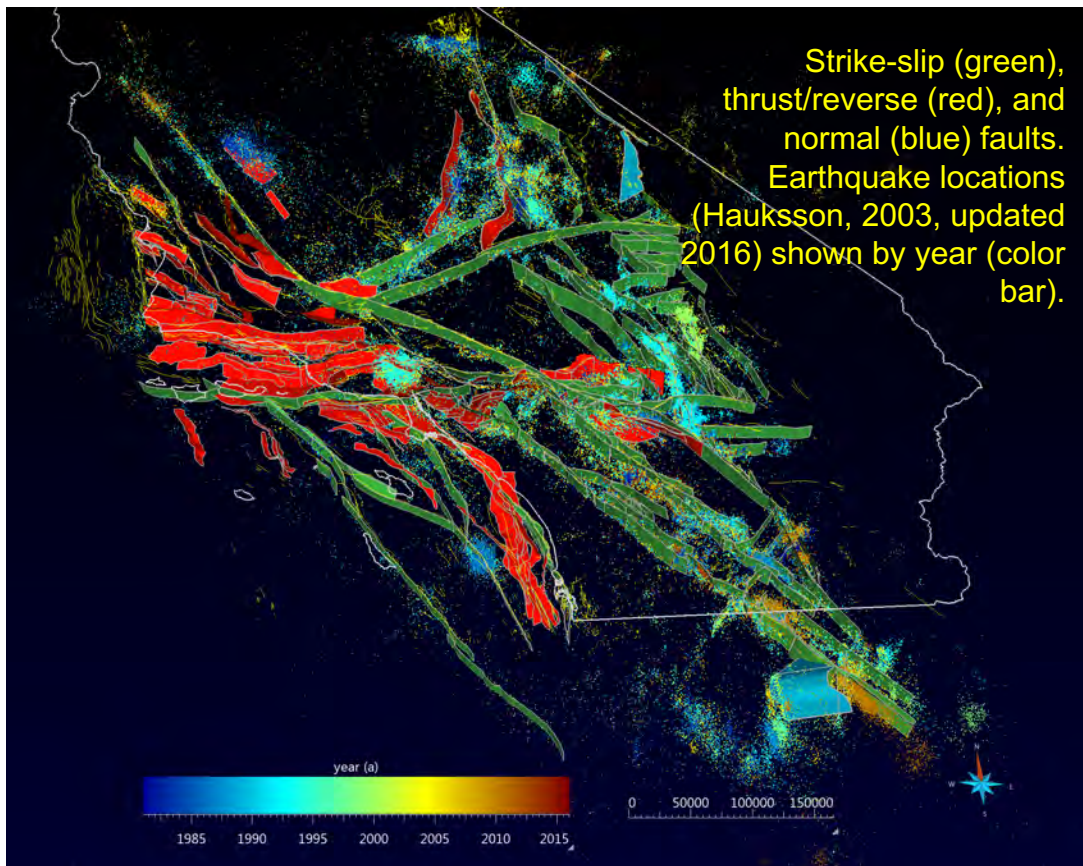 Strike-slip (green),
thrust/reverse (red), and
normal (blue) faults.
Earthquake locations
(Hauksson, 2003, updated
2016) shown by year (color
bar).
year (a)
1985 1990 1995 2000 2005 2010 2015
0 50000 100000 150000
N
W
E
S